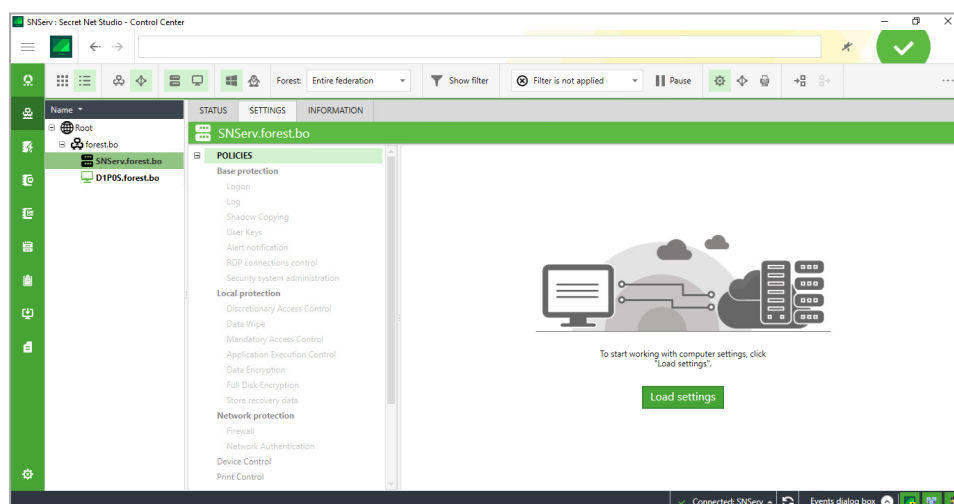 SNServ : Secret Net Studio - Control Center
Forest: Entire federation
Show filter
Filter is not applied
Pause
Name
STATUS SETTINGS INFORMATION
Root
forest.bo
SNServ.forest.bo
D1P0S.forest.bo
SNServ.forest.bo
POLICIES
Base protection
Logon
Log
Shadow Copying
User Keys
Alert notification
RDP connections control
Security system administration
Local protection
Discretionary Access Control
Data Wipe
Mandatory Access Control
Application Execution Control
Data Encryption
Full Disk Encryption
Store recovery data
Network protection
Firewall
Network Authentication
Device Control
Print Control
To start working with computer settings, click
"Load settings".
Load settings
Connected: SNServ
Events dialog box